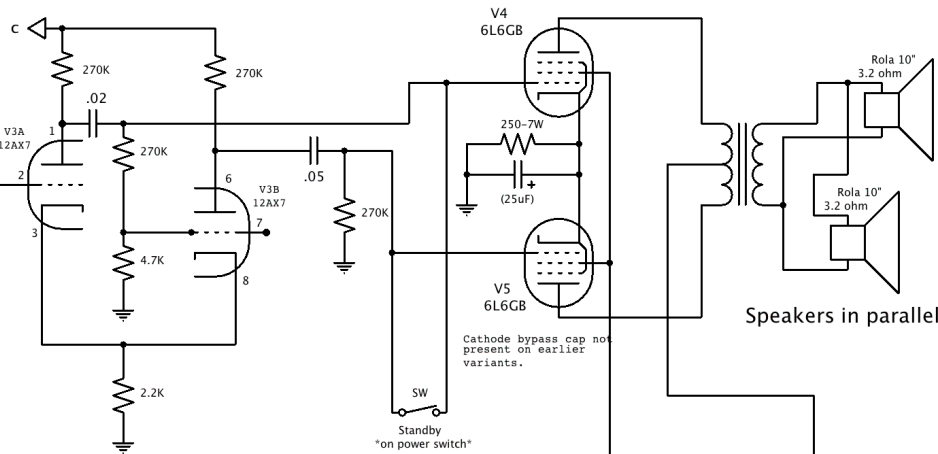 C
270K
270K
.02
V3A
12AX7
1
2
3
270K
4.7K
2.2K
6
V3B
12AX7
7
8
.05
270K
V4
6L6GB
250-7W
+
(25uF)
V5
6L6GB
Cathode bypass cap not
present on earlier
variants.
SW
Standby
*on power switch*
Rola 10"
3.2 ohm
Rola 10"
3.2 ohm
Speakers in parallel